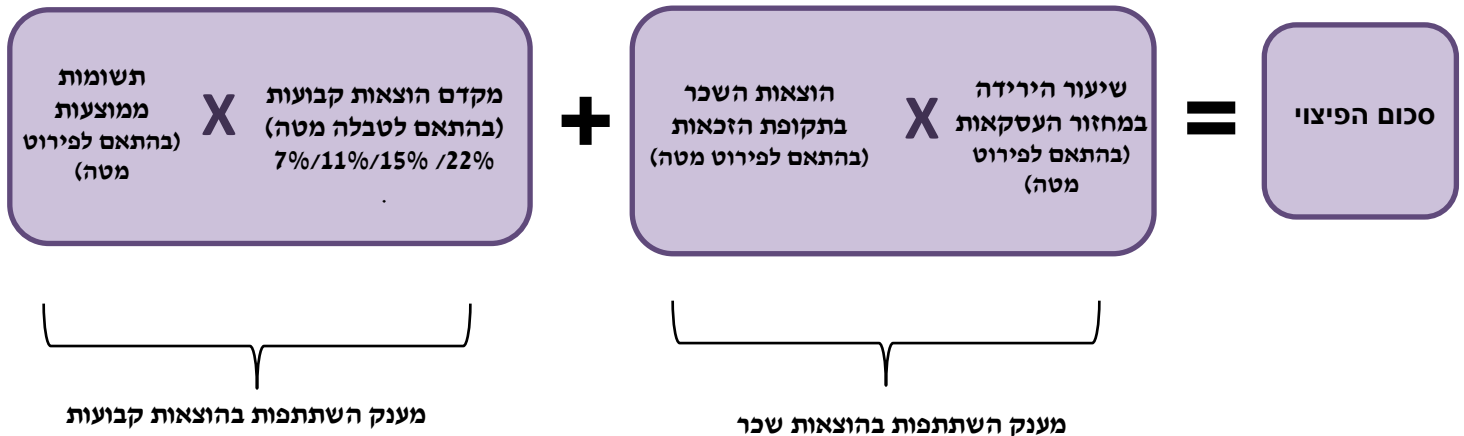 תשומות
ממוצעות
(בהתאם לפירוט
מטה)
X
מקדם הוצאות קבועות
(בהתאם לטבלה מטה)
7%/11%/15% /22%
.
+
הוצאות השכר
בתקופת הזכאות
(בהתאם לפירוט מטה)
X
שיעור הירידה
במחזור העסקאות
(בהתאם לפירוט
מטה)
=
סכום הפיצוי
מענק השתתפות בהוצאות קבועות
מענק השתתפות בהוצאות שכר